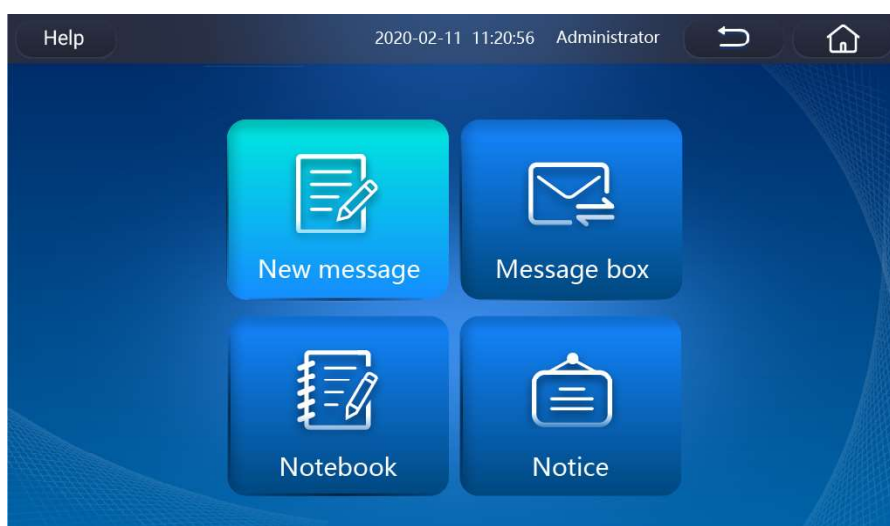 Help 2020-02-11 11:20:56 Administrator
New message Message box
Notebook Notice